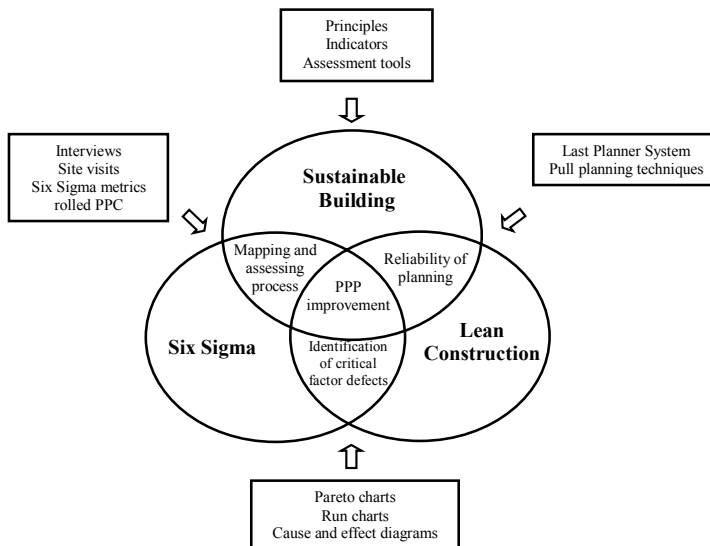 Principles
Indicators
Assessment tools
Interviews
Site visits
Six Sigma metrics
rolled PPC
Last Planner System
Pull planning techniques
Sustainable
Building
Mapping and
assessing
process
Reliability of
planning
PPP
improvement
Six Sigma
Lean
Construction
Identification
of critical
factor defects
Pareto charts
Run charts
Cause and effect diagrams